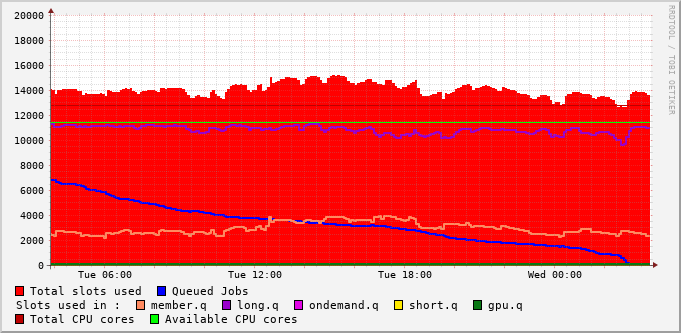 20000
18000
16000
14000
12000
10000
8000
6000
4000
2000
0
Tue 06:00 Tue 12:00 Tue 18:00 Wed 00:00
RRDTOOL / TOBI OETIKER
Total slots used Queued Jobs
Slots used in : member.q long.q ondemand.q short.q gpu.q
Total CPU cores Available CPU cores